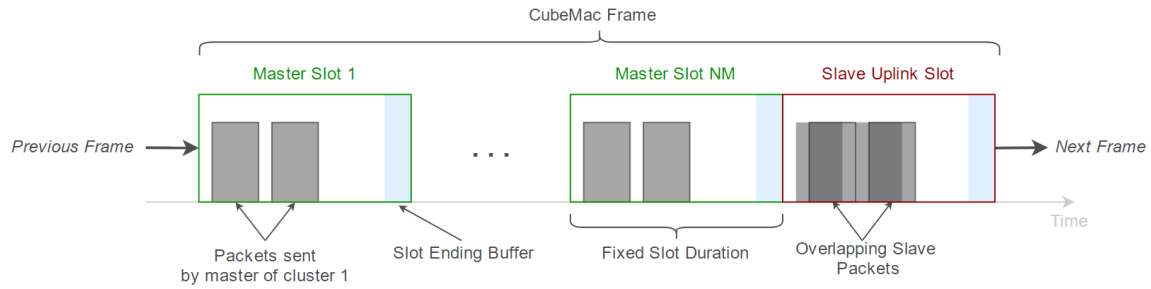 CubeMac Frame
Master Slot 1
Master Slot NM
Slave Uplink Slot
Previous Frame
. . .
Next Frame
Time
Packets sent
by master of cluster 1
Slot Ending Buffer
Fixed Slot Duration
Overlapping Slave
Packets